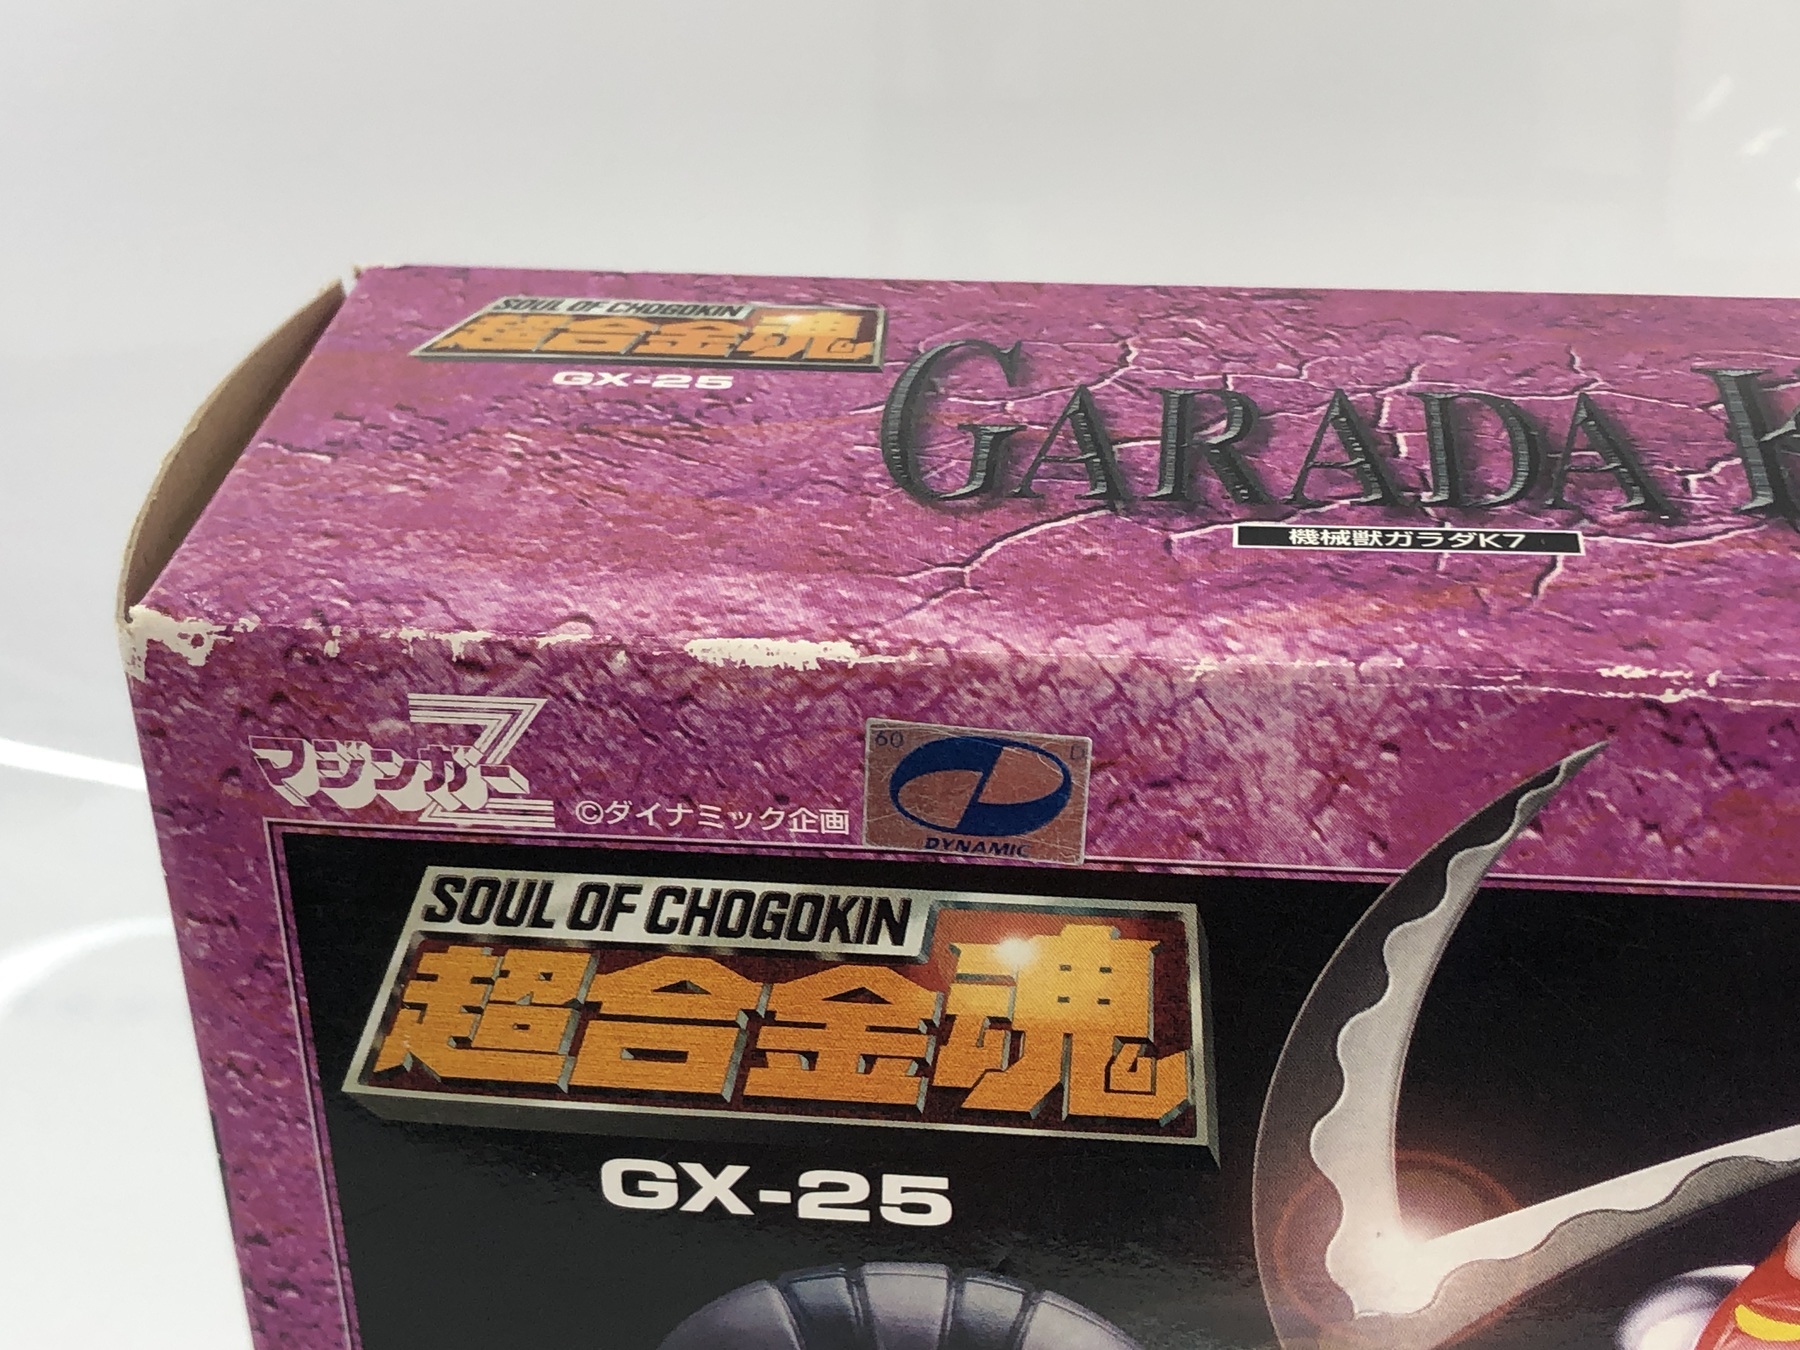 SOUL OF CHOGOKIN
超合金魂
GX-25
GARADA K
機械獣ガラダK7
マジンガーZ
©ダイナミック企画
60 D
DYNAMIC
SOUL OF CHOGOKIN
超合金魂
GX-25